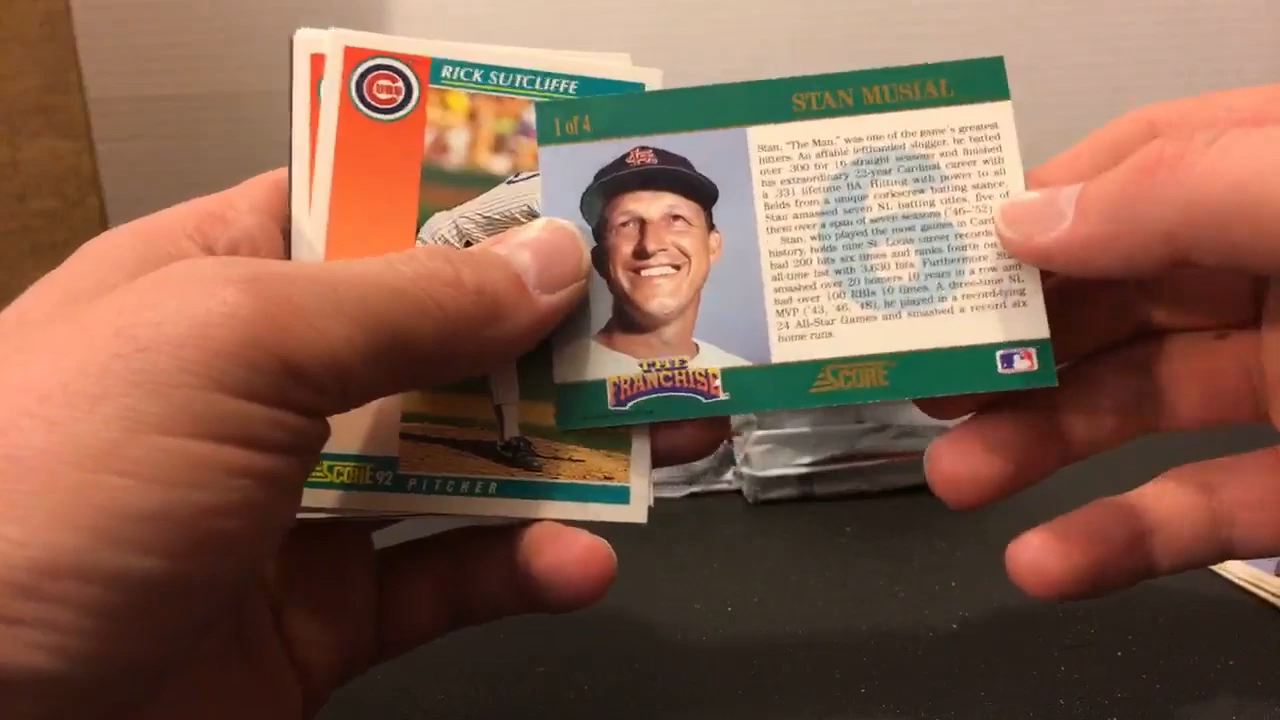 CUBS
RICK SUTCLIFFE
SCORE 92
PITCHER
1 of 4
STAN MUSIAL
Stan, "The Man," was one of the game's greatest
hitters. An affable lefthanded slugger, he batted
over .300 for 16 straight seasons and finished
his extraordinary 22-year Cardinal career with
a .331 lifetime BA. Hitting with power to all
fields from a unique corkscrew batting stance,
Stan amassed seven NL batting titles, five of
them over a span of seven seasons ('46-'52)
Stan, who played the most games in Card
history, holds nine St. Louis career records
had 200 hits six times and ranks fourth on
all-time list with 3,630 hits. Furthermore, St
smashed over 20 homers 10 years in a row and
had over 100 RBIs 10 times. A three-time NL
MVP ('43, '46, '48), he played in a record-tying
24 All-Star Games and smashed a record six
home runs.
THE
FRANCHISE
SCORE